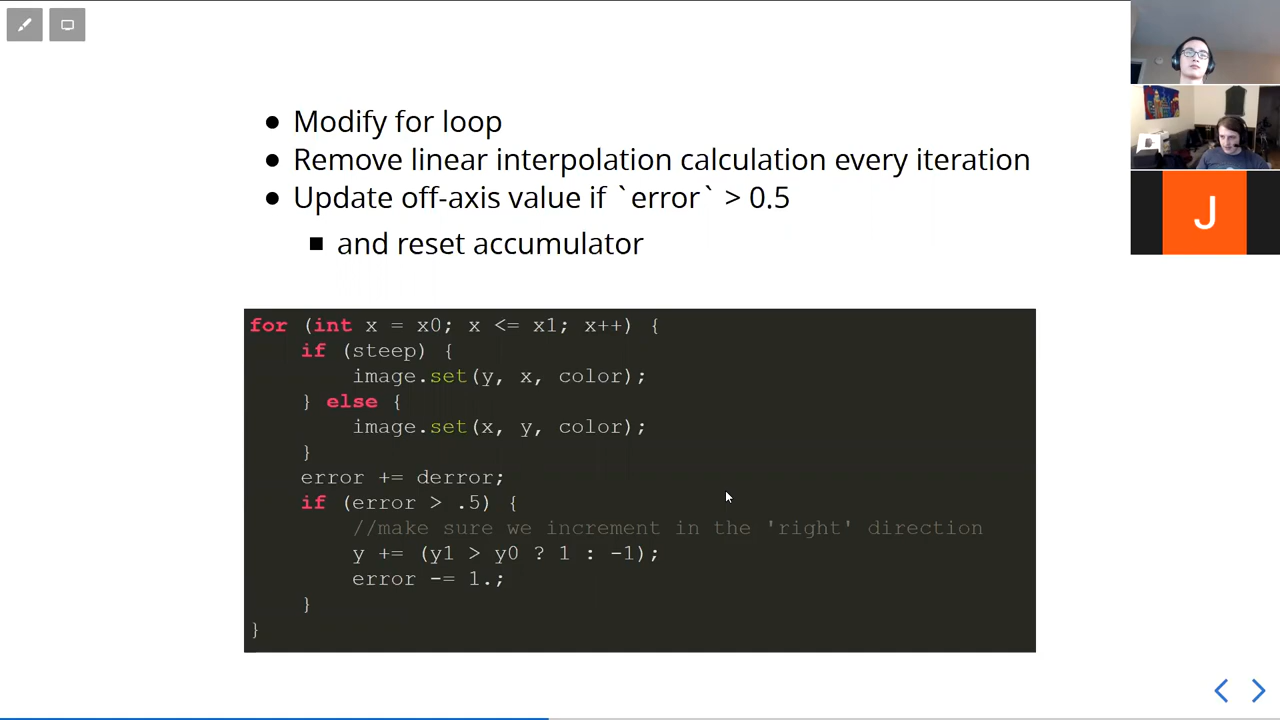 Modify for loop
Remove linear interpolation calculation every iteration
Update off-axis value if `error` > 0.5
and reset accumulator
for (int x = x0; x <= x1; x++) {
    if (steep) {
        image.set(y, x, color);
    } else {
        image.set(x, y, color);
    }
    error += derror;
    if (error > .5) {
        //make sure we increment in the 'right' direction
        y += (y1 > y0 ? 1 : -1);
        error -= 1.;
    }
}
J